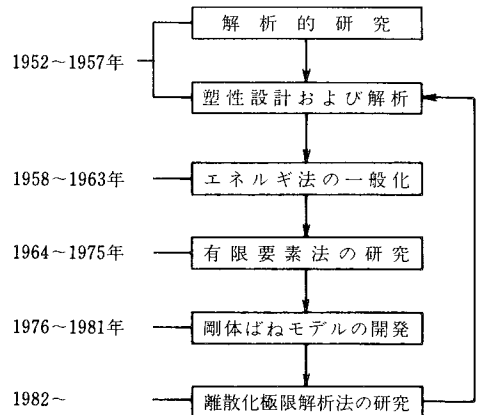 解析的研究
1952～1957年
塑性設計および解析
1958～1963年
エネルギ法の一般化
1964～1975年
有限要素法の研究
1976～1981年
剛体ばねモデルの開発
1982～
離散化極限解析法の研究